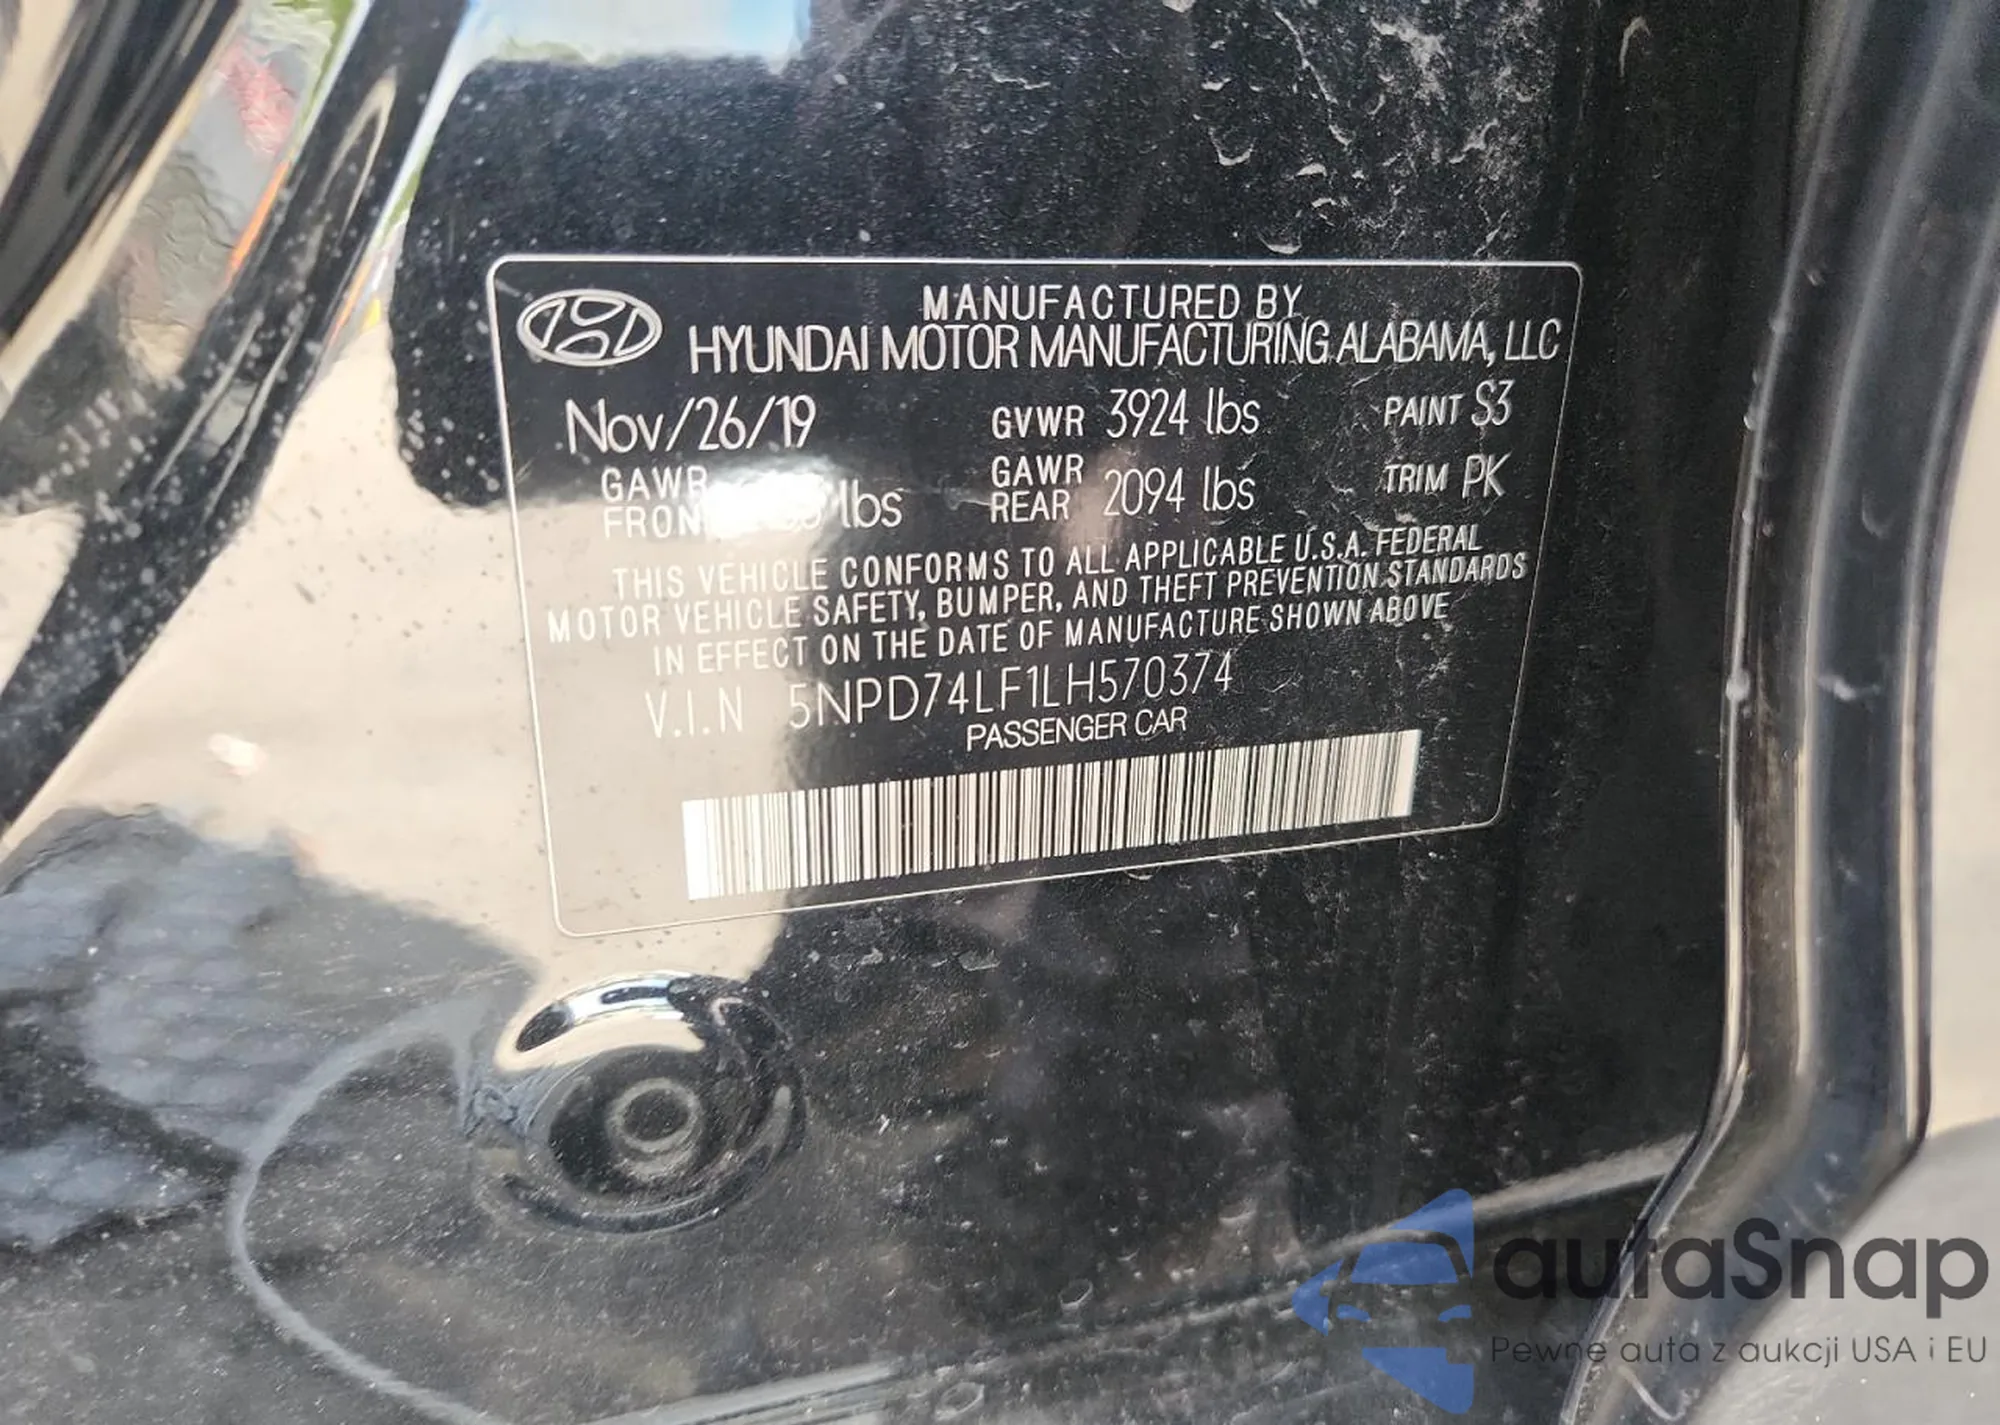 MANUFACTURED BY
HYUNDAI MOTOR MANUFACTURING ALABAMA, LLC
Nov/26/19 GVWR 3924 lbs PAINT S3
GAWR FRONT lbs GAWR REAR 2094 lbs TRIM PK
THIS VEHICLE CONFORMS TO ALL APPLICABLE U.S.A. FEDERAL
MOTOR VEHICLE SAFETY, BUMPER, AND THEFT PREVENTION STANDARDS
IN EFFECT ON THE DATE OF MANUFACTURE SHOWN ABOVE
V.I.N 5NPD74LF1LH570374
PASSENGER CAR
autaSnap
Pewne auta z aukcji USA i EU